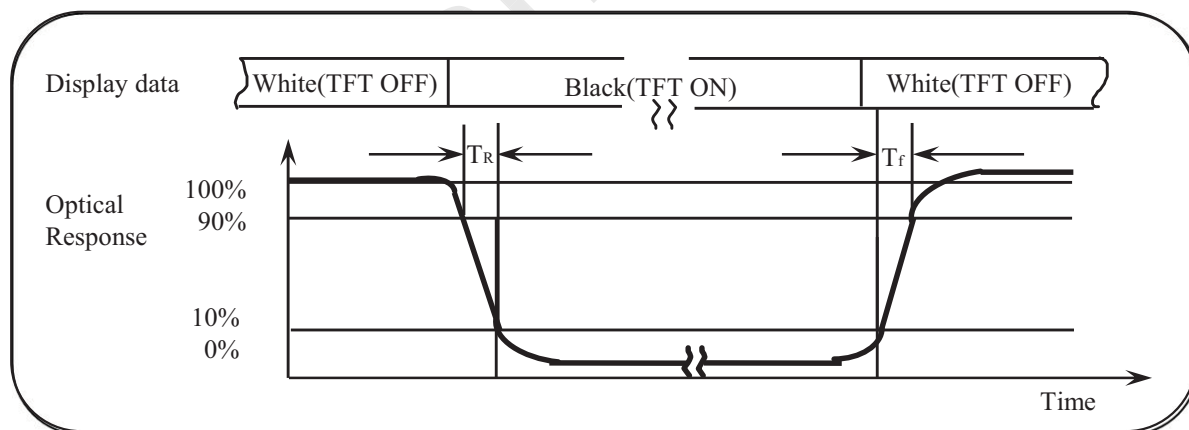 Display data
White(TFT OFF)
Black(TFT ON)
White(TFT OFF)
TR
Tf
100%
Optical
Response
90%
10%
0%
Time